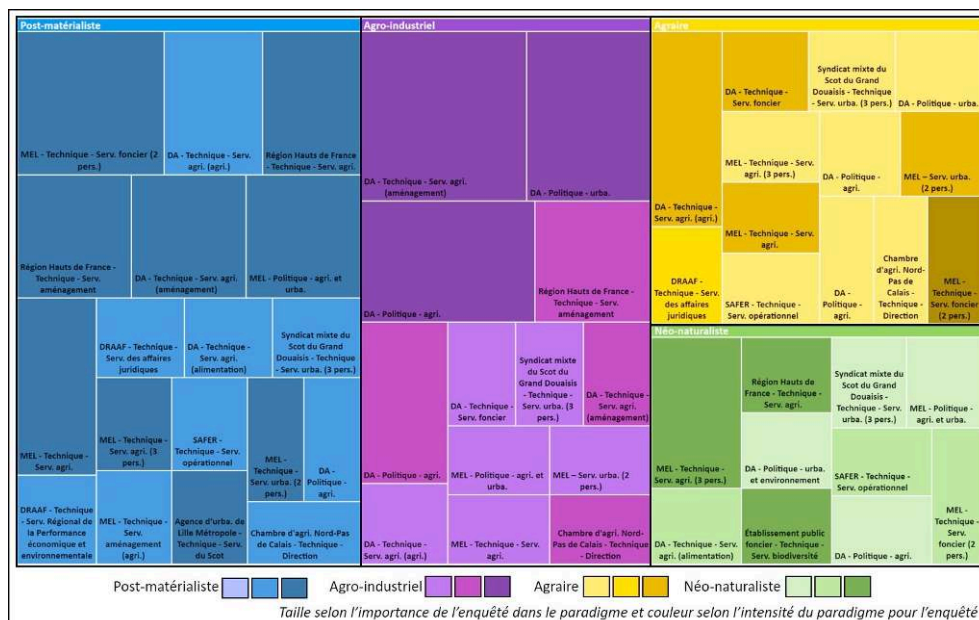 Post-matérialiste
MEL - Technique - Serv. foncier (2
pers.)
DA - Technique - Serv.
agri. (agri.)
Région Hauts de France
- Technique - Serv. agri.
Région Hauts de France -
Technique - Serv.
aménagement
DA - Technique - Serv. agri.
(aménagement)
MEL - Politique - agri. et
urba.
MEL - Technique - Serv. agri.
DRAAF - Technique -
Serv. des affaires
juridiques
DA - Technique -
Serv. agri.
(alimentation)
Syndicat mixte du
Scot du Grand
Douaisis - Technique
- Serv. urba. (3 pers.)
MEL - Technique -
Serv. agri. (3
pers.)
SAFER -
Technique - Serv.
opérationnel
MEL -
Technique -
Serv. urba. (2
pers.)
DA -
Politique -
agri.
DRAAF - Technique
- Serv. Régional de
la Performance
économique et
environnementale
MEL - Technique
- Serv.
aménagement
(agri.)
Agence d'urba. de
Lille Métropole -
Technique - Serv.
du Scot
Chambre d'agri. Nord-Pas
de Calais - Technique -
Direction
Agro-industriel
DA - Technique - Serv. agri.
(aménagement)
DA - Politique - urba.
DA - Politique - agri.
Région Hauts de France
- Technique - Serv.
aménagement
DA - Politique - agri.
DA - Technique -
Serv. foncier
Syndicat mixte
du Scot du
Grand Douaisis
- Technique -
Serv. urba. (3
pers.)
DA - Technique -
Serv. agri.
(aménagement)
MEL - Politique - agri. et
urba.
MEL – Serv. urba. (2
pers.)
DA - Technique -
Serv. agri. (agri.)
MEL - Technique -
Serv. agri.
Chambre d'agri. Nord-
Pas de Calais - Technique
- Direction
Agraire
DA - Technique -
Serv. agri. (agri.)
DA - Technique -
Serv. foncier
Syndicat mixte du
Scot du Grand
Douaisis - Technique
- Serv. urba. (3 pers.)
DA - Politique - urba.
MEL - Technique - Serv.
agri. (3 pers.)
DA - Politique -
agri.
MEL – Serv. urba.
(2 pers.)
MEL - Technique - Serv.
agri.
DRAAF -
Technique - Serv.
des affaires
juridiques
SAFER - Technique -
Serv. opérationnel
DA -
Politique -
agri.
Chambre
d'agri. Nord-
Pas de Calais
- Technique -
Direction
MEL -
Technique -
Serv. foncier
(2 pers.)
Néo-naturaliste
MEL - Technique -
Serv. agri. (3 pers.)
Région Hauts de
France - Technique -
Serv. agri.
Syndicat mixte du
Scot du Grand
Douaisis -
Technique - Serv.
urba. (3 pers.)
MEL - Politique -
agri. et urba.
DA - Politique - urba.
et environnement
SAFER - Technique -
Serv. opérationnel
DA - Technique - Serv.
agri. (alimentation)
Etablissement public
foncier - Technique -
Serv. biodiversité
DA - Politique - agri.
MEL -
Technique -
Serv. foncier (2
pers.)
Post-matérialiste
Agro-industriel
Agraire
Néo-naturaliste
Taille selon l'importance de l'enquêté dans le paradigme et couleur selon l'intensité du paradigme pour l'enquêté